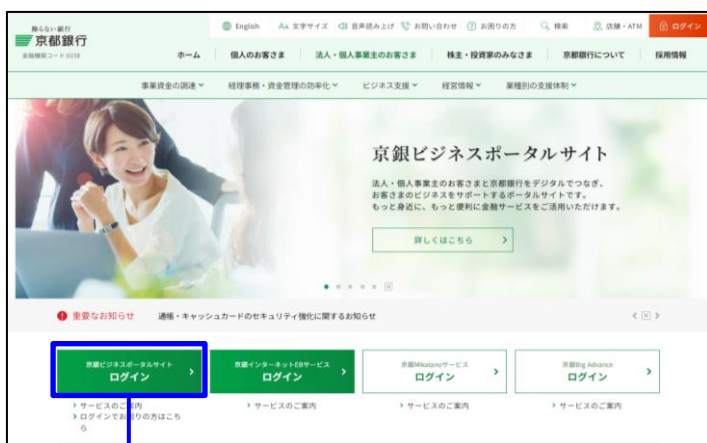 飾らない銀行
京都銀行
金融機関コード:0158
English Aa 文字サイズ 音声読み上げ お問い合わせ お困りの方 検索 店舗・ATM ログイン
ホーム 個人のお客さま 法人・個人事業主のお客さま 株主・投資家のみなさま 京都銀行について 採用情報
事業資金の調達 経理事務・資金管理の効率化 ビジネス支援 経営情報 業種別の支援体制
京銀ビジネスポータルサイト
法人・個人事業主のお客さまと京都銀行をデジタルでつなぎ、
お客さまのビジネスをサポートするポータルサイトです。
もっと身近に、もっと便利に金融サービスをご活用いただけます。
詳しくはこちら
重要なお知らせ 通帳・キャッシュカードのセキュリティ強化に関するお知らせ
京銀ビジネスポータルサイト
ログイン
京銀インターネットEBサービス
ログイン
京銀Mikatanoサービス
ログイン
京銀Big Advance
ログイン
サービスのご案内
ログインでお困りの方はこち
ら
サービスのご案内
サービスのご案内
サービスのご案内